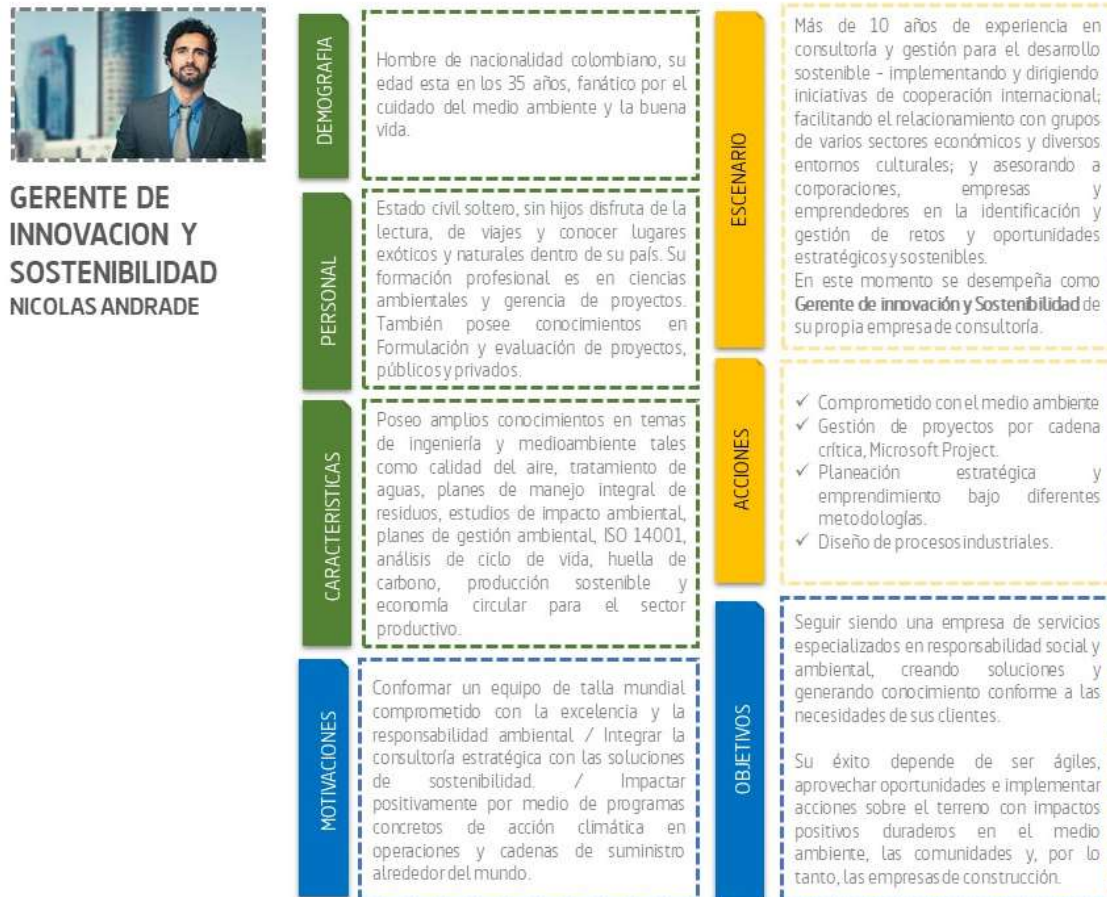 GERENTE DE
INNOVACION Y
SOSTENIBILIDAD
NICOLAS ANDRADE
DEMOGRAFIA
Hombre de nacionalidad colombiano, su
edad esta en los 35 años, fanático por el
cuidado del medio ambiente y la buena
vida.
PERSONAL
Estado civil soltero, sin hijos disfruta de la
lectura, de viajes y conocer lugares
exóticos y naturales dentro de su país. Su
formación profesional es en ciencias
ambientales y gerencia de proyectos.
También posee conocimientos en
Formulación y evaluación de proyectos,
públicos y privados.
CARACTERISTICAS
Poseo amplios conocimientos en temas
de ingeniería y medioambiente tales
como calidad del aire, tratamiento de
aguas, planes de manejo integral de
residuos, estudios de impacto ambiental,
planes de gestión ambiental, ISO 14001,
análisis de ciclo de vida, huella de
carbono, producción sostenible y
economía circular para el sector
productivo.
MOTIVACIONES
Conformar un equipo de talla mundial
comprometido con la excelencia y la
responsabilidad ambiental / Integrar la
consultoría estratégica con las soluciones
de sostenibilidad. / Impactar
positivamente por medio de programas
concretos de acción climática en
operaciones y cadenas de suministro
alrededor del mundo.
ESCENARIO
Más de 10 años de experiencia en
consultoría y gestión para el desarrollo
sostenible - implementando y dirigiendo
iniciativas de cooperación internacional;
facilitando el relacionamiento con grupos
de varios sectores económicos y diversos
entornos culturales; y asesorando a
corporaciones, empresas y
emprendedores en la identificación y
gestión de retos y oportunidades
estratégicos y sostenibles.
En este momento se desempeña como
Gerente de innovación y Sostenibilidad de
su propia empresa de consultoría.
ACCIONES
✓ Comprometido con el medio ambiente
✓ Gestión de proyectos por cadena
crítica, Microsoft Project.
✓ Planeación estratégica y
emprendimiento bajo diferentes
metodologías.
✓ Diseño de procesos industriales.
OBJETIVOS
Seguir siendo una empresa de servicios
especializados en responsabilidad social y
ambiental, creando soluciones y
generando conocimiento conforme a las
necesidades de sus clientes.
Su éxito depende de ser ágiles,
aprovechar oportunidades e implementar
acciones sobre el terreno con impactos
positivos duraderos en el medio
ambiente, las comunidades y, por lo
tanto, las empresas de construcción.